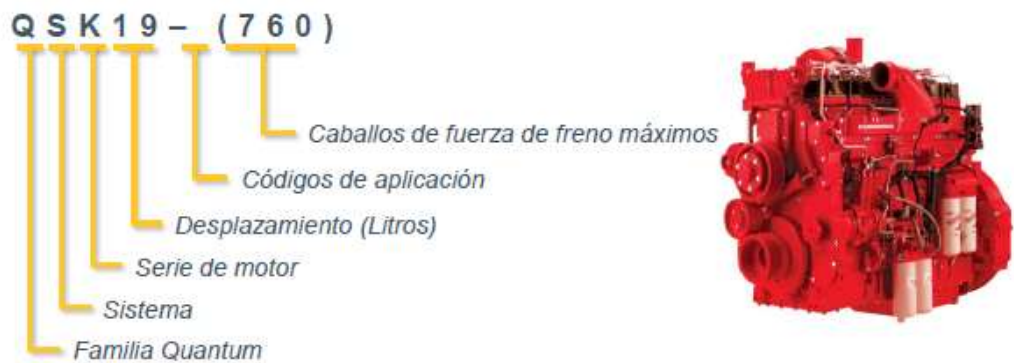 QSK19– (760)
Caballos de fuerza de freno máximos
Códigos de aplicación
Desplazamiento (Litros)
Serie de motor
Sistema
Familia Quantum